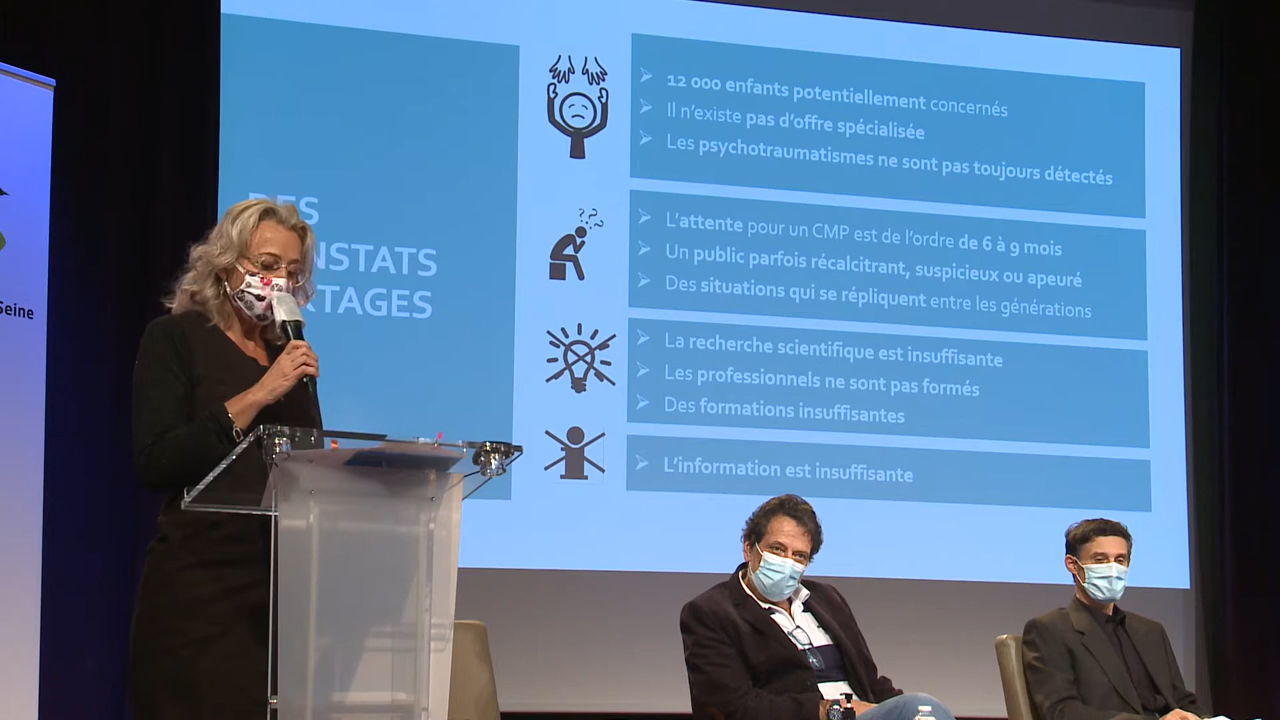 DES
NSTATS
TAGES
12 000 enfants potentiellement concernés
Il n'existe pas d'offre spécialisée
Les psychotraumatismes ne sont pas toujours détectés
L'attente pour un CMP est de l'ordre de 6 à 9 mois
Un public parfois récalcitrant, suspicieux ou apeuré
Des situations qui se répliquent entre les générations
La recherche scientifique est insuffisante
Les professionnels ne sont pas formés
Des formations insuffisantes
L'information est insuffisante
Seine